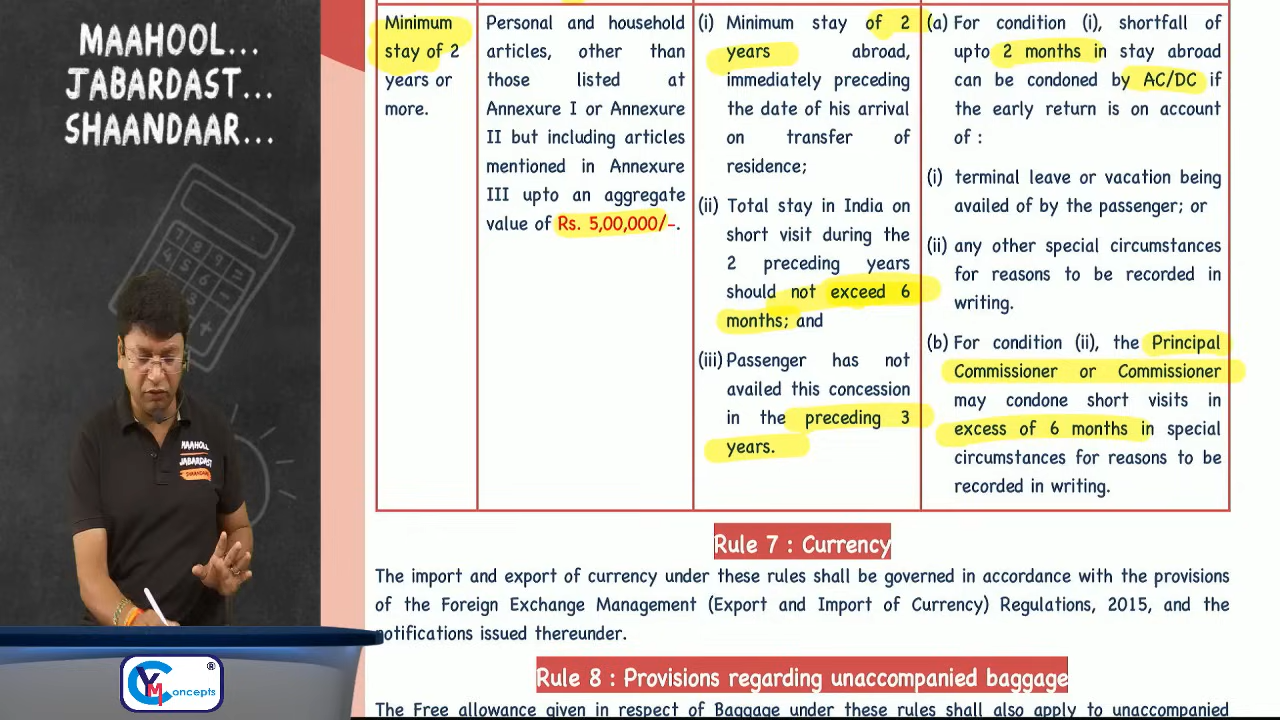 MAAHOOL...
JABARDAST...
SHAANDAAR...
Minimum
stay of 2
years or
more.
Personal and household
articles, other than
those listed at
Annexure I or Annexure
II but including articles
mentioned in Annexure
III upto an aggregate
value of Rs. 5,00,000/-.
(i) Minimum stay of 2
years abroad,
immediately preceding
the date of his arrival
on transfer of
residence;
(ii) Total stay in India on
short visit during the
2 preceding years
should not exceed 6
months; and
(iii) Passenger has not
availed this concession
in the preceding 3
years.
(a) For condition (i), shortfall of
upto 2 months in stay abroad
can be condoned by AC/DC if
the early return is on account
of :
(i) terminal leave or vacation being
availed of by the passenger; or
(ii) any other special circumstances
for reasons to be recorded in
writing.
(b) For condition (ii), the Principal
Commissioner or Commissioner
may condone short visits in
excess of 6 months in special
circumstances for reasons to be
recorded in writing.
Rule 7 : Currency
The import and export of currency under these rules shall be governed in accordance with the provisions
of the Foreign Exchange Management (Export and Import of Currency) Regulations, 2015, and the
notifications issued thereunder.
Rule 8 : Provisions regarding unaccompanied baggage
The Free allowance given in respect of Baggage under these rules shall also apply to unaccompanied
MAAHOOL
JABARDAST
SHAANDAAR
YM
Concepts
®